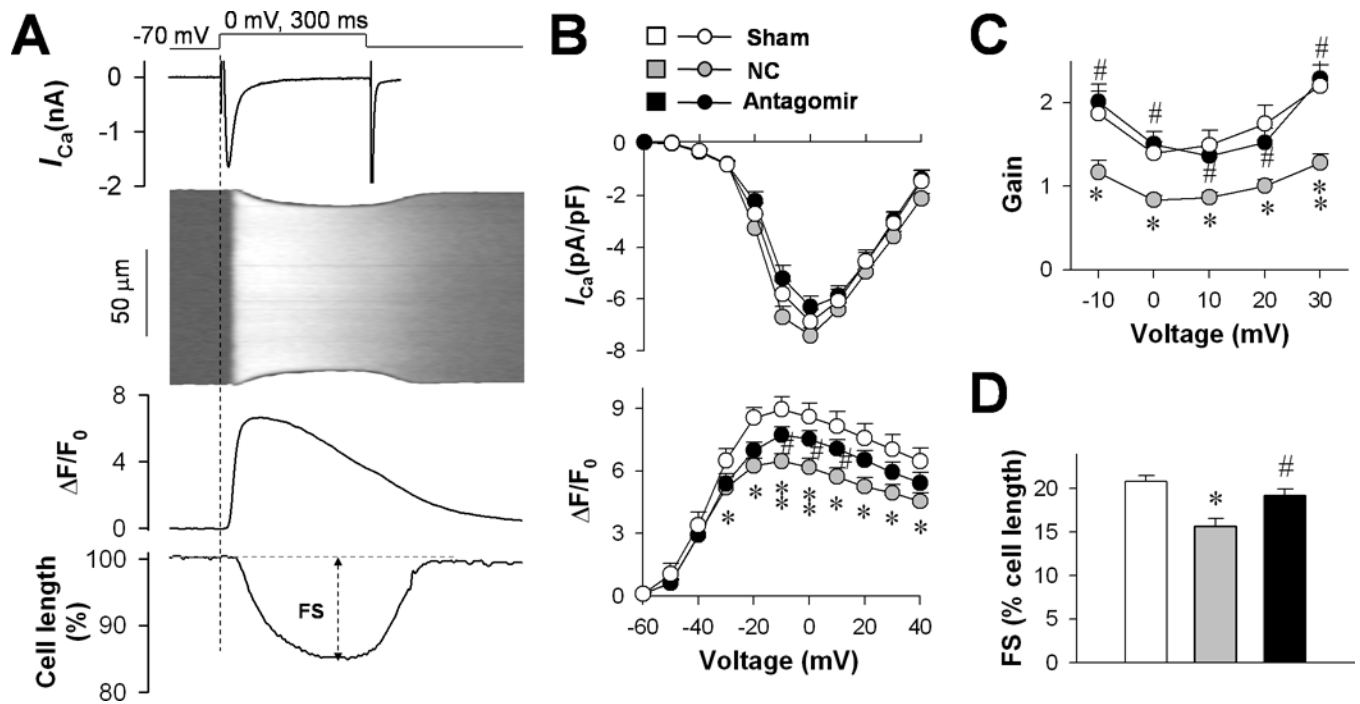 A
-70 mV
0 mV, 300 ms
I Ca(nA)
0
-1
-2
50 μm
ΔF/F0
8
4
0
Cell length (%)
100
90
80
FS
B
Sham
NC
Antagomir
I Ca(pA/pF)
0
-2
-4
-6
-8
ΔF/F0
9
6
3
0
# # #
* * * * * * * * * *
-60 -40 -20 0 20 40
Voltage (mV)
C
Gain
2
1
0
# # # # #
* * * * * *
-10 0 10 20 30
Voltage (mV)
D
FS (% cell length)
20
15
10
5
0
* #